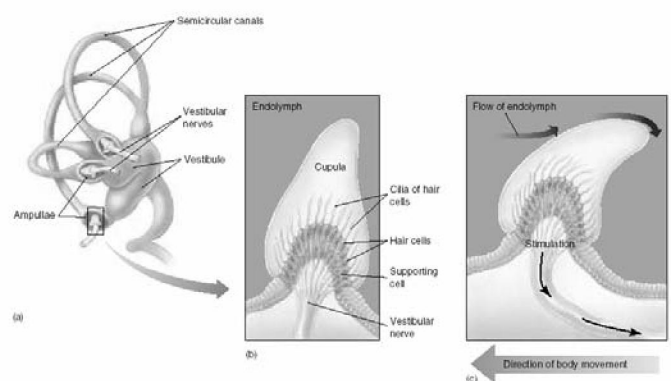 Semicircular canals
Vestibular
nerves
Vestibule
Ampullae
(a)
Endolymph
Cupula
Cilia of hair
cells
Hair cells
Supporting
cell
Vestibular
nerve
(b)
Flow of endolymph
Stimulation
Direction of body movement
(c)